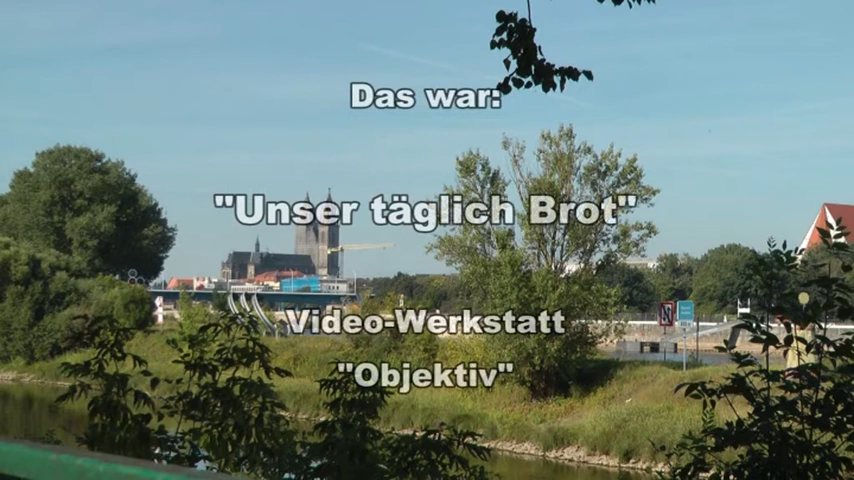 Das war:
"Unser täglich Brot"
Video-Werkstatt
"Objektiv"